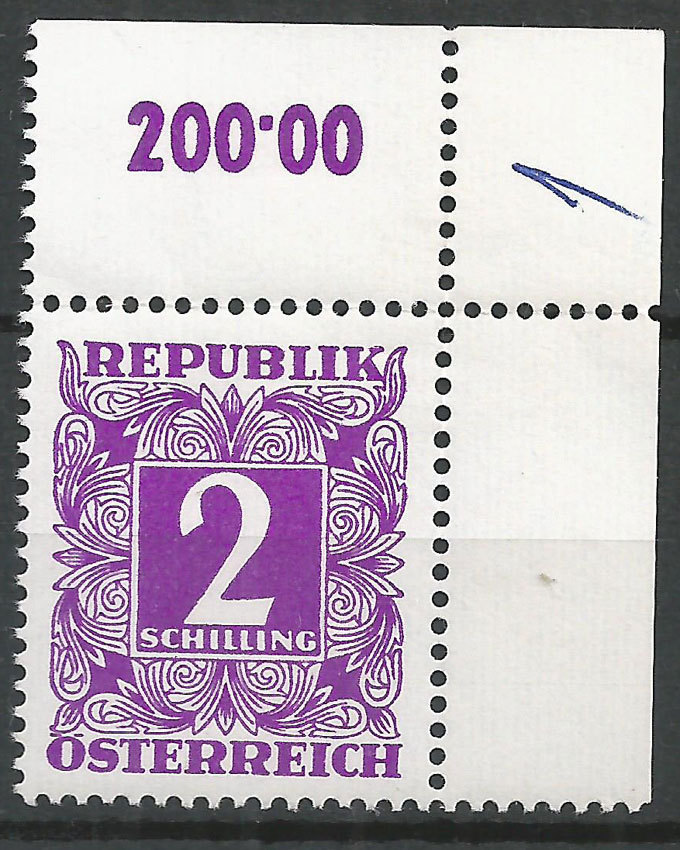 200·00
REPUBLIK
2
SCHILLING
ÖSTERREICH